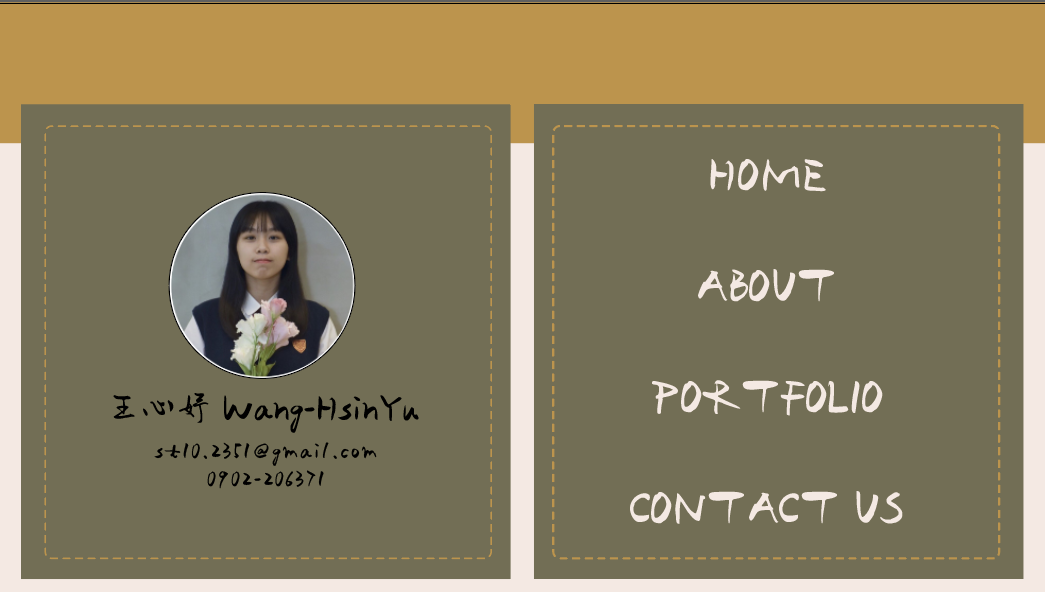 王心妤 Wang-HsinYu
st10.2351@gmail.com
0902-206371
HOME
ABOUT
PORTFOLIO
CONTACT US